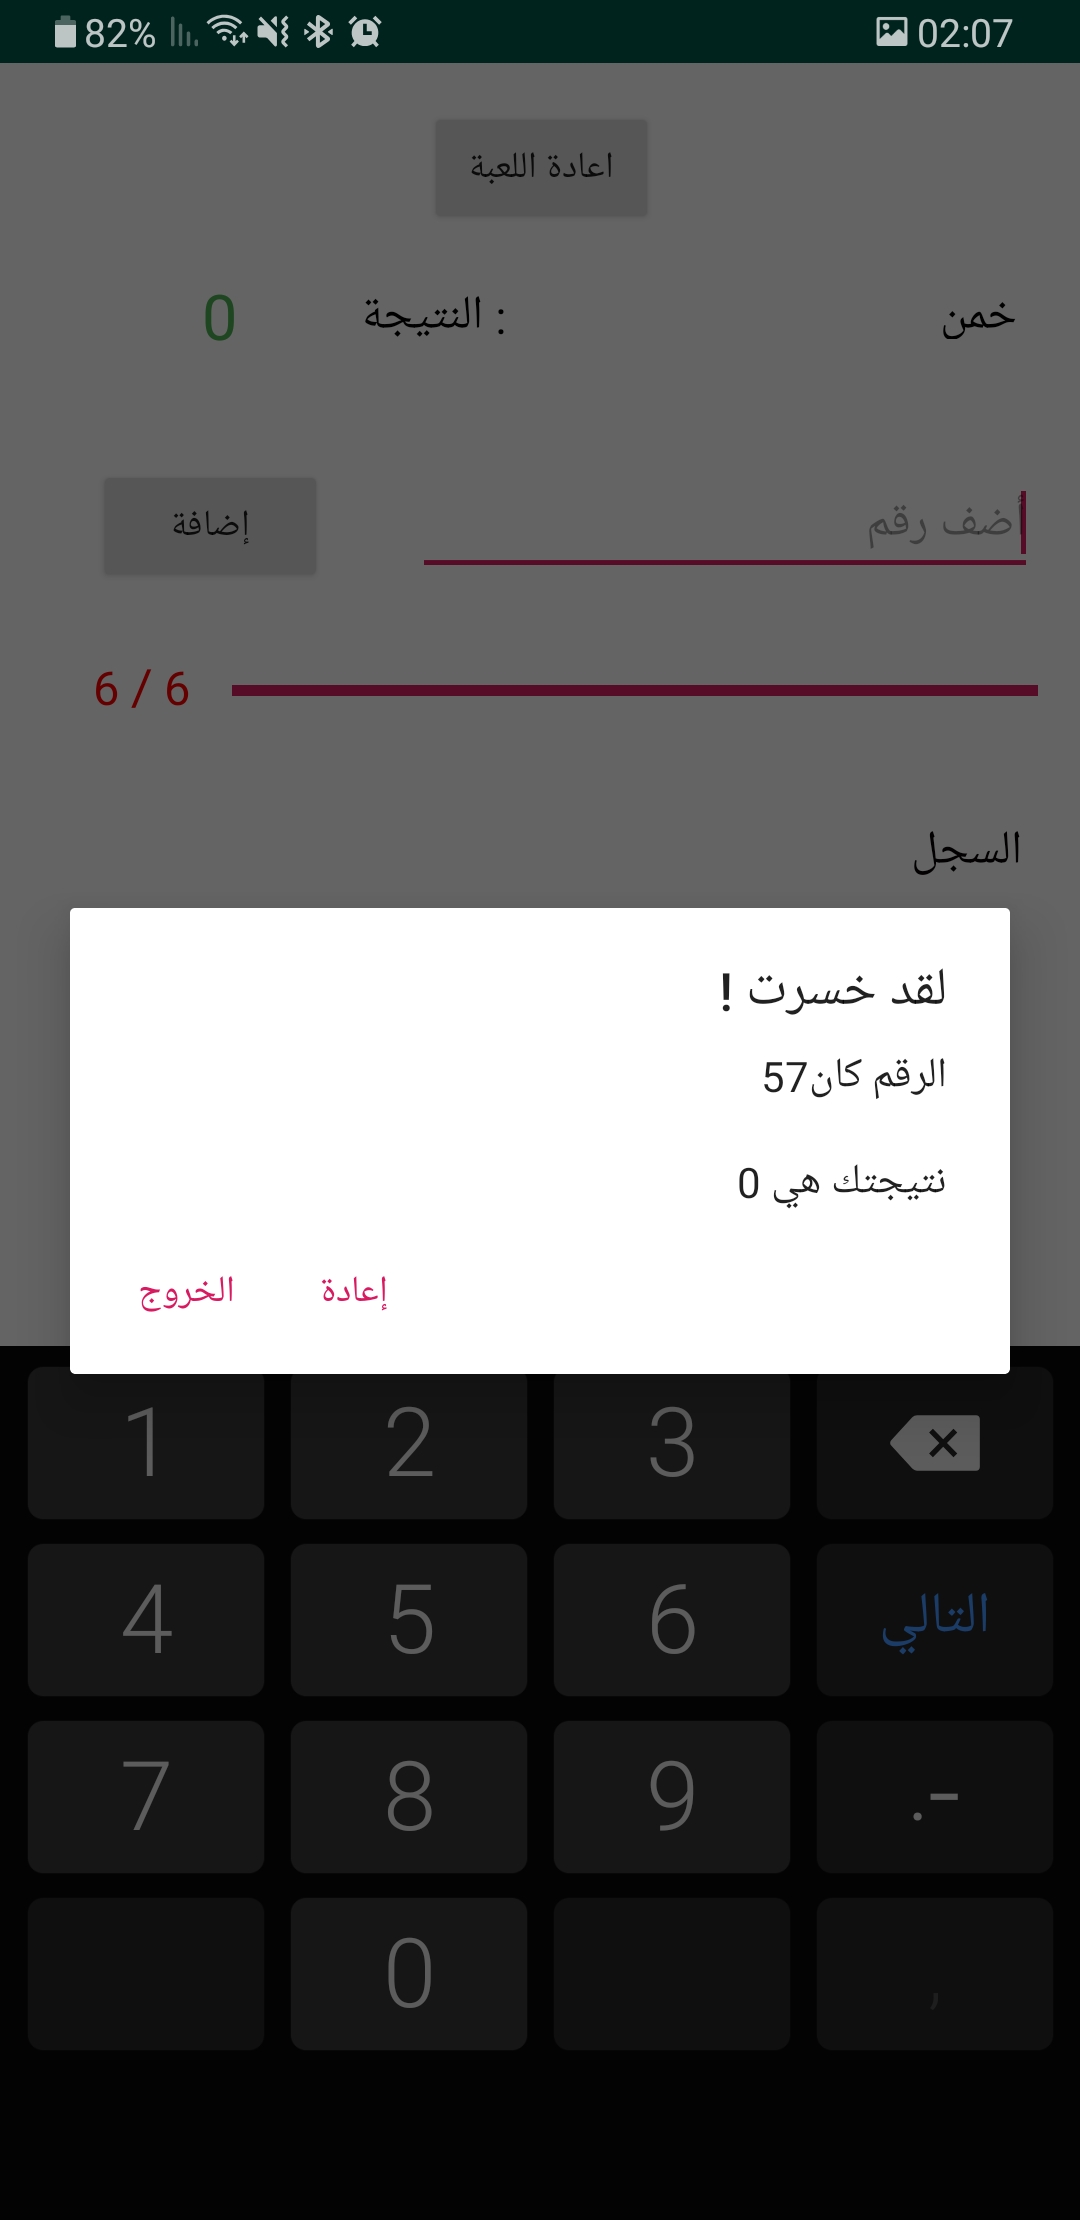 82% 02:07
اعادة اللعبة
خمن النتيجة : 0
أضف رقم إضافة
6 / 6
السجل
لقد خسرت !
الرقم كان57
نتيجتك هي 0
إعادة الخروج
1 2 3
4 5 6 التالي
7 8 9 .-
0 ,